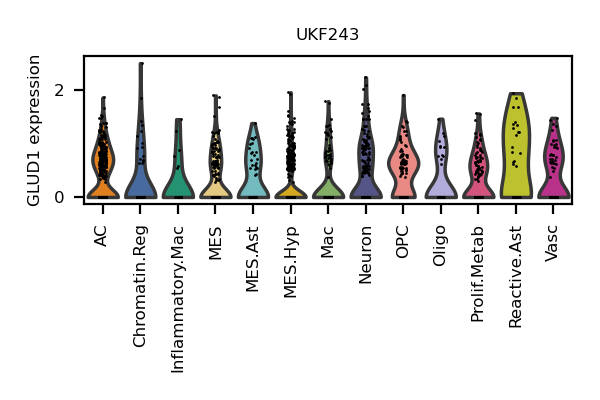 UKF243
GLUD1 expression
2
0
AC
Chromatin.Reg
Inflammatory.Mac
MES
MES.Ast
MES.Hyp
Mac
Neuron
OPC
Oligo
Prolif.Metab
Reactive.Ast
Vasc